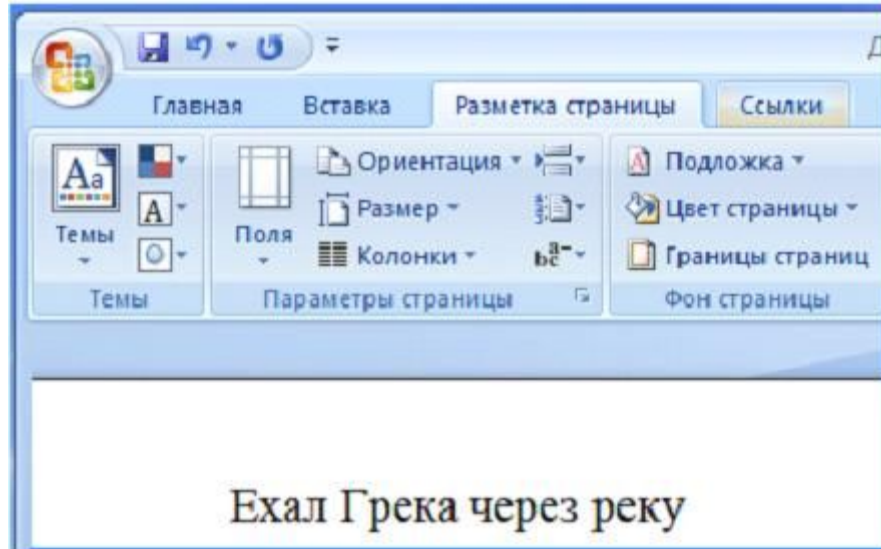 Д
Главная Вставка Разметка страницы Ссылки
Aa Ориентация Подложка
A Размер Цвет страницы
Темы Поля Колонки Границы страниц
Темы Параметры страницы Фон страницы
Ехал Грека через реку